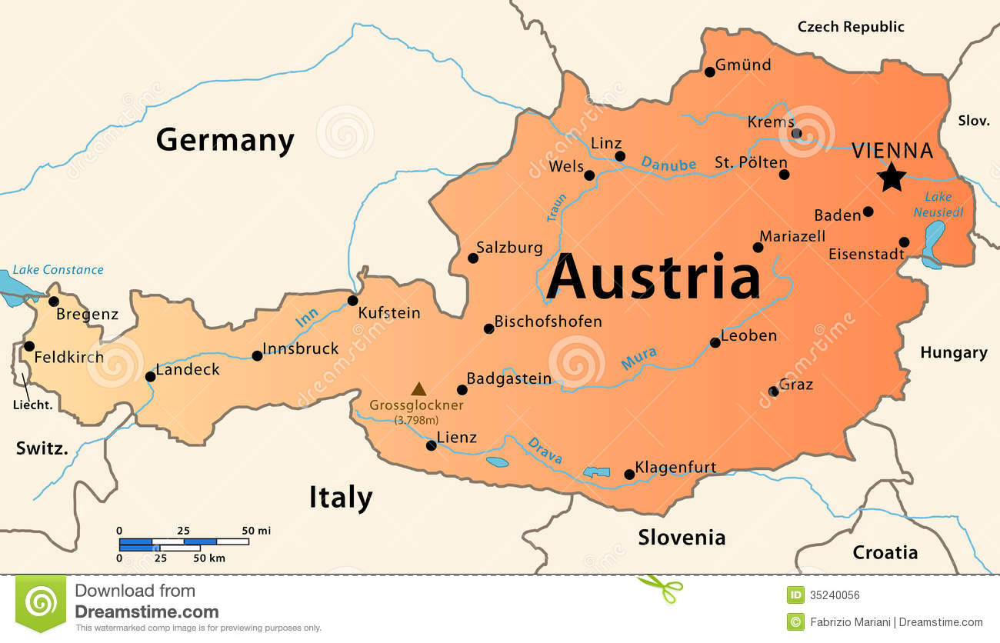 Czech Republic
Gmünd
Germany
Krems
Slov.
Linz
VIENNA
Wels
Danube
St. Pölten
Traun
Lake
Neusiedl
Baden
Mariazell
Salzburg
Eisenstadt
Austria
Lake Constance
Bregenz
Inn
Kufstein
Bischofshofen
Leoben
Innsbruck
Feldkirch
Mura
Hungary
Landeck
Badgastein
Graz
Liecht.
Grossglockner
(3.798m)
Lienz
Switz.
Drava
Klagenfurt
Italy
0 25 50 mi
0 25 50 km
Slovenia
Croatia
dreamstime
Download from
Dreamstime.com
This watermarked comp image is for previewing purposes only.
ID 35240056
© Fabrizio Mariani | Dreamstime.com